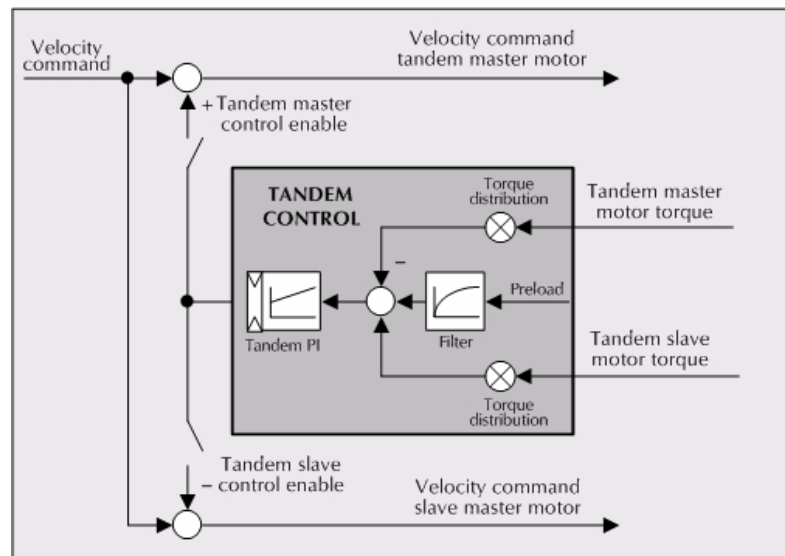 Velocity
command
Velocity command
tandem master motor
+ Tandem master
control enable
TANDEM
CONTROL
Torque
distribution
Tandem master
motor torque
–
Preload
Tandem PI
Filter
Tandem slave
motor torque
Torque
distribution
Tandem slave
– control enable
Velocity command
slave master motor